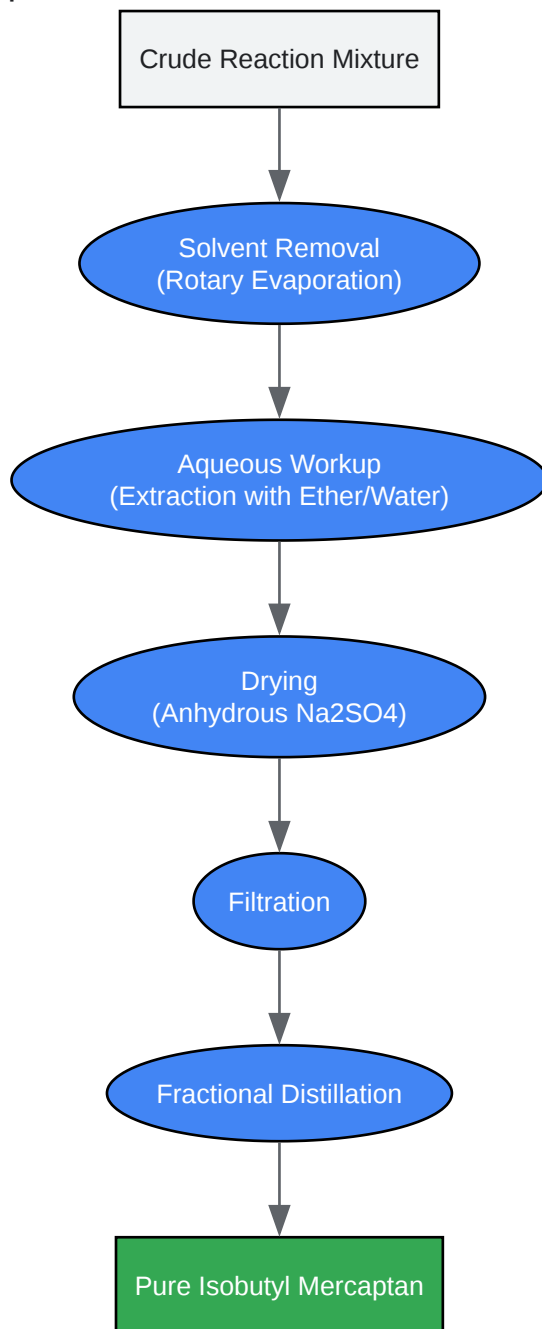 Crude Reaction Mixture
Solvent Removal
(Rotary Evaporation)
Aqueous Workup
(Extraction with Ether/Water)
Drying
(Anhydrous Na2SO4)
Filtration
Fractional Distillation
Pure Isobutyl Mercaptan